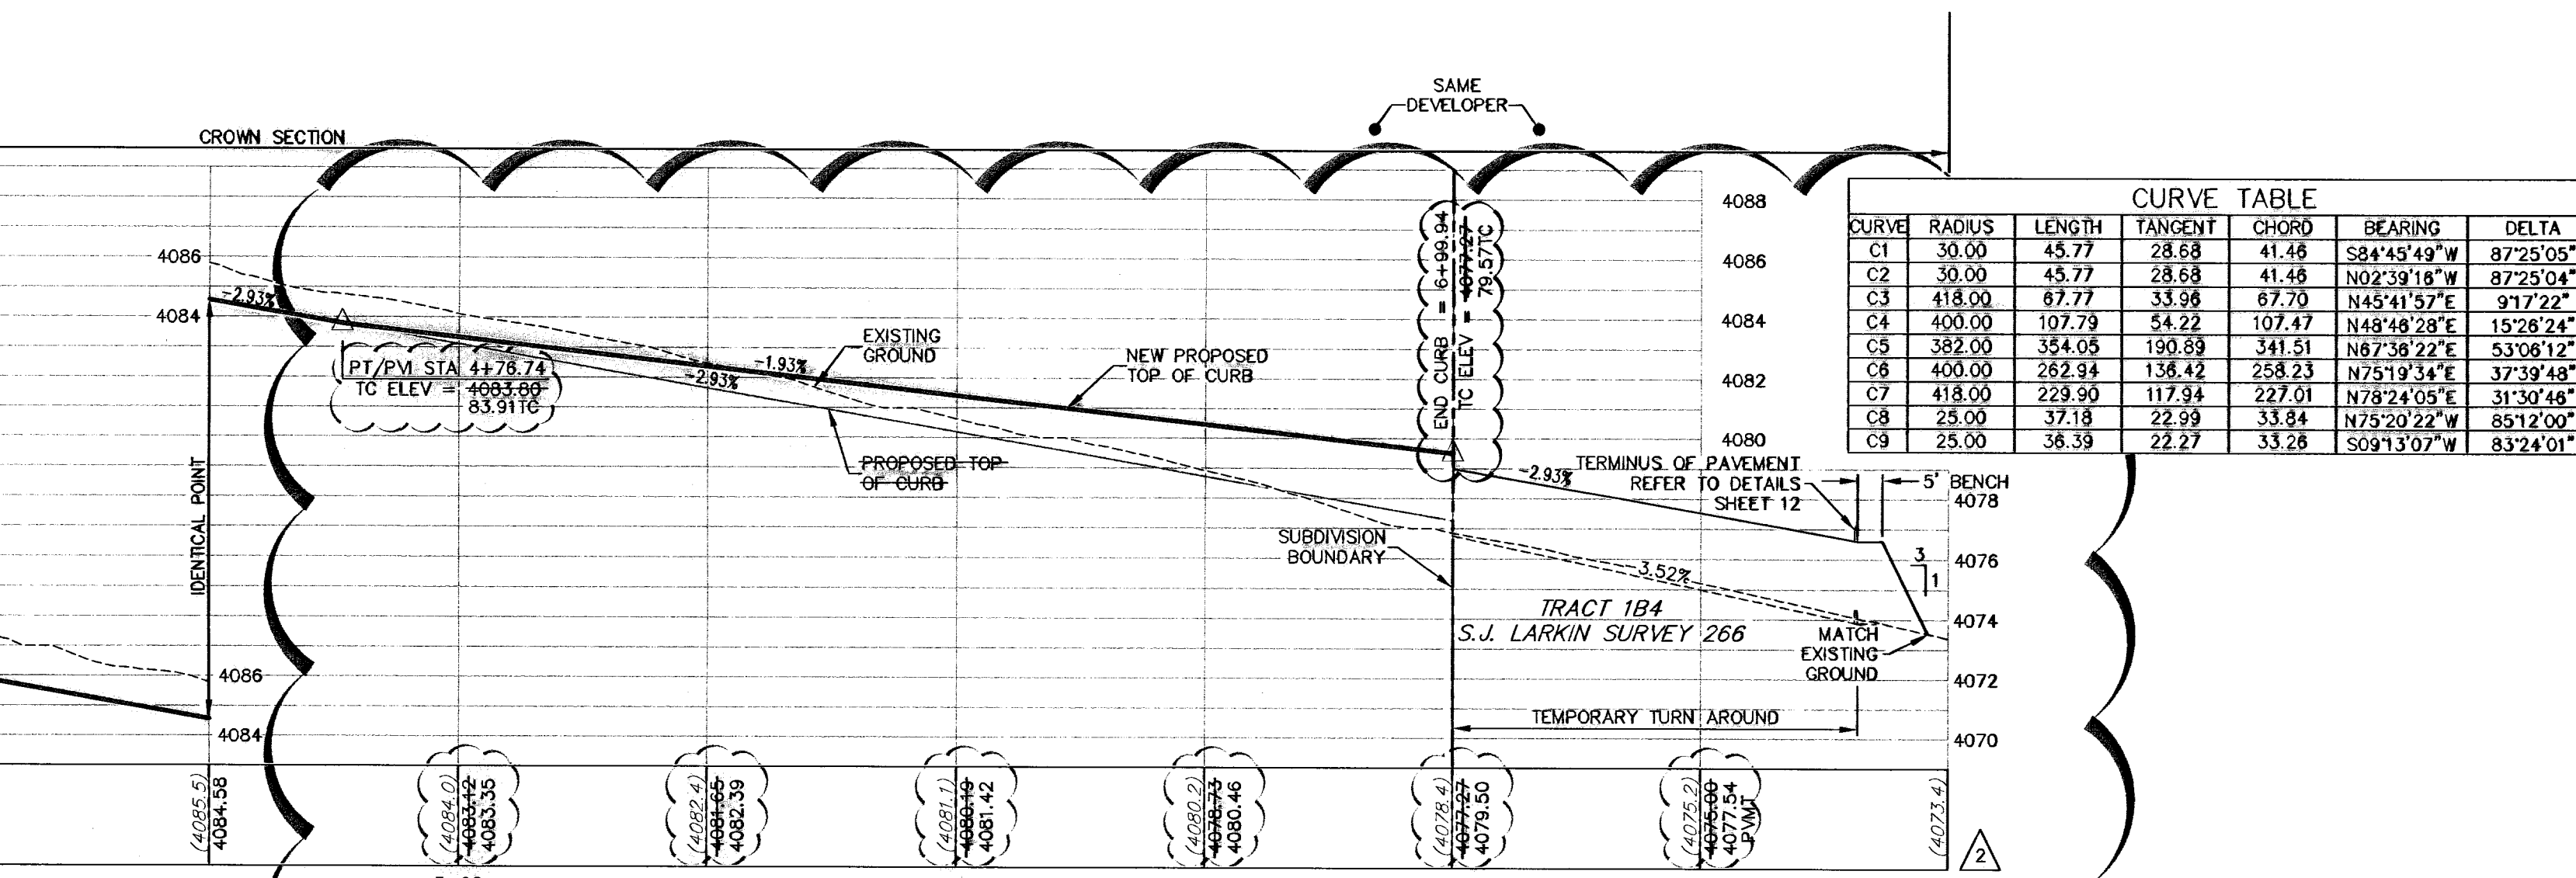 SAME
DEVELOPER
CROWN SECTION
4086
4084
-2.93%
PT/PVI STA 4+76.74
TC ELEV = 4083.80
83.91TC
IDENTICAL POINT
4086
4084
-1.93%
-2.93%
EXISTING
GROUND
NEW PROPOSED
TOP OF CURB
PROPOSED TOP
OF CURB
END CURB = 6+99.94
TC ELEV = 4077.27
79.57TC
4088
4086
4084
4082
4080
4078
4076
4074
4072
4070
-2.93%
TERMINUS OF PAVEMENT
REFER TO DETAILS
SHEET 12
5' BENCH
3
1
SUBDIVISION
BOUNDARY
3.52%
TRACT 1B4
S.J. LARKIN SURVEY 266
MATCH
EXISTING
GROUND
TEMPORARY TURN AROUND
CURVE TABLE
CURVE RADIUS LENGTH TANGENT CHORD BEARING DELTA
C1 30.00 45.77 28.68 41.46 S84°45'49"W 87°25'05"
C2 30.00 45.77 28.68 41.46 N02°39'16"W 87°25'04"
C3 418.00 67.77 33.96 67.70 N45°41'57"E 9°17'22"
C4 400.00 107.79 54.22 107.47 N48°46'28"E 15°26'24"
C5 382.00 354.05 190.89 341.51 N67°36'22"E 53°06'12"
C6 400.00 262.94 136.42 258.23 N75°19'34"E 37°39'48"
C7 418.00 229.90 117.94 227.01 N78°24'05"E 31°30'46"
C8 25.00 37.18 22.99 33.84 N75°20'22"W 85°12'00"
C9 25.00 36.39 22.27 33.26 S09°13'07"W 83°24'01"
(4085.5)
4084.58
(4084.0)
4083.12
4083.35
(4082.4)
4081.65
4082.39
(4081.1)
4080.19
4081.42
(4080.2)
4078.73
4080.46
(4078.4)
4077.27
4079.50
(4075.2)
4075.00
4077.54
PVMT
(4073.4)
2